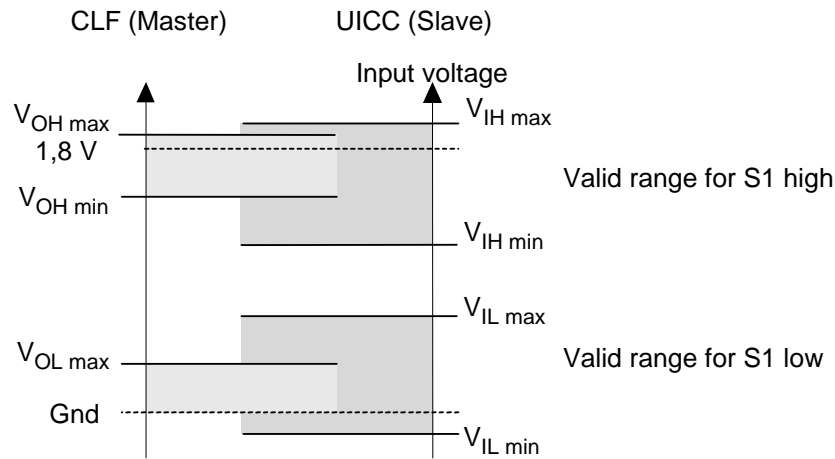 CLF (Master) UICC (Slave)
Input voltage
VOH max VIH max
1,8 V
Valid range for S1 high
VOH min
VIH min
VIL max
VOL max Valid range for S1 low
Gnd
VIL min